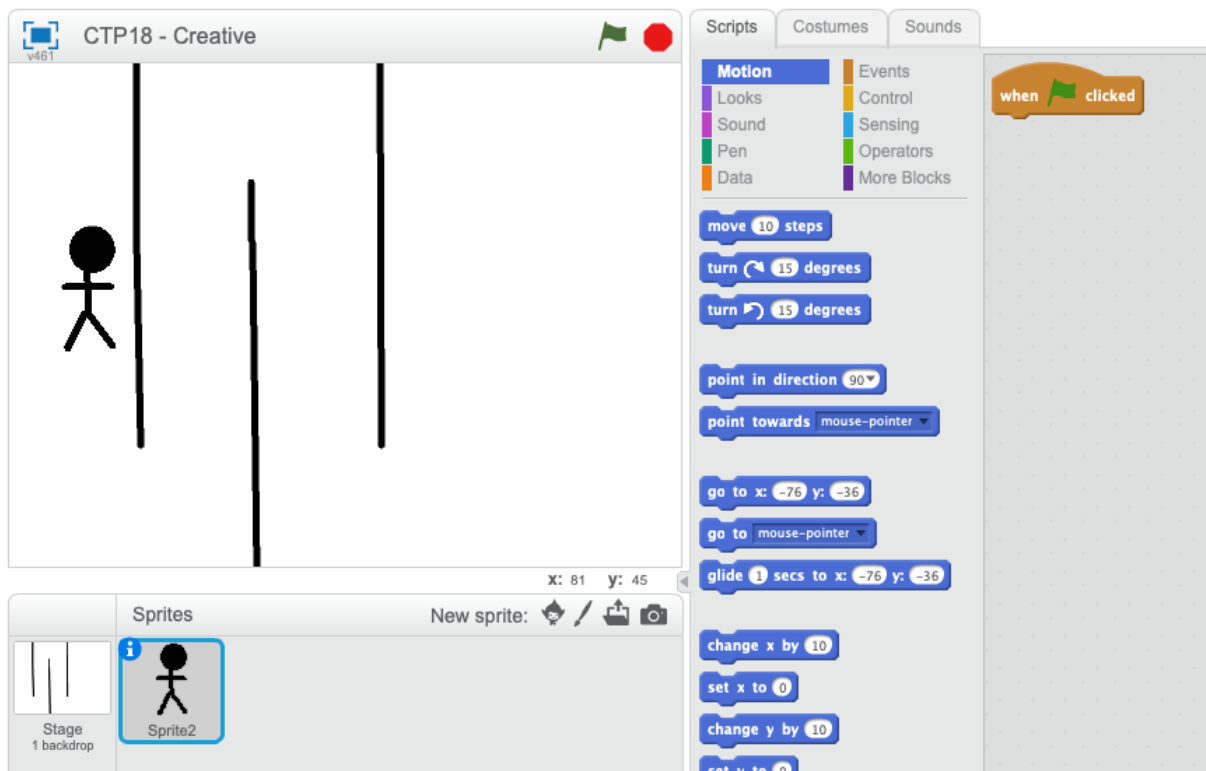 CTP18 - Creative
v461
x: 81 y: 45
Sprites
New sprite:
Stage
1 backdrop
Sprite2
Scripts Costumes Sounds
Motion Events
Looks Control
Sound Sensing
Pen Operators
Data More Blocks
move 10 steps
turn 15 degrees
turn 15 degrees
point in direction 90
point towards mouse-pointer
go to x: -76 y: -36
go to mouse-pointer
glide 1 secs to x: -76 y: -36
change x by 10
set x to 0
change y by 10
set y to 0
when clicked